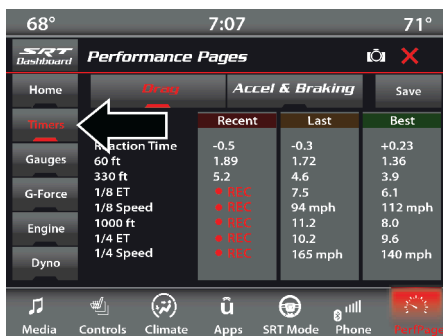 68° 7:07 71°
SRT Dashboard Performance Pages
Home Drag Accel & Braking Save
Timers Recent Last Best
Reaction Time -0.5 -0.3 +0.23
60 ft 1.89 1.72 1.36
Gauges 330 ft 5.2 4.6 3.9
1/8 ET REC 7.5 6.1
G-Force 1/8 Speed REC 94 mph 112 mph
1000 ft REC 11.2 8.0
Engine 1/4 ET REC 10.2 9.6
1/4 Speed REC 165 mph 140 mph
Dyno
Media Controls Climate Apps SRT Mode Phone PerfPage